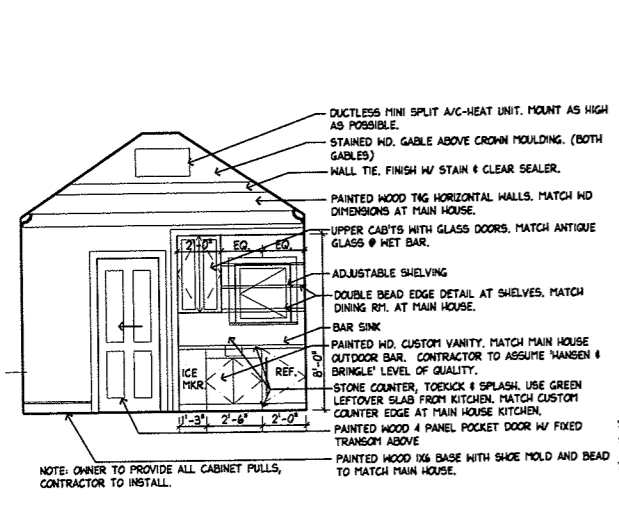 DUCTLESS MINI SPLIT A/C-HEAT UNIT. MOUNT AS HIGH
AS POSSIBLE.
STAINED WD. GABLE ABOVE CROWN MOULDING. (BOTH
GABLES)
WALL TIE. FINISH W/ STAIN & CLEAR SEALER.
PAINTED WOOD T&G HORIZONTAL WALLS. MATCH WD
DIMENSIONS AT MAIN HOUSE.
UPPER CAB'TS WITH GLASS DOORS. MATCH ANTIQUE
GLASS @ WET BAR.
2'-0" EQ. EQ.
ADJUSTABLE SHELVING
DOUBLE BEAD EDGE DETAIL AT SHELVES. MATCH
DINING RM. AT MAIN HOUSE.
BAR SINK
PAINTED WD. CUSTOM VANITY. MATCH MAIN HOUSE
OUTDOOR BAR. CONTRACTOR TO ASSUME 'HANSEN &
BRINGLE' LEVEL OF QUALITY.
8'-0"
ICE
MKR.
REF.
STONE COUNTER, TOEKICK & SPLASH. USE GREEN
LEFTOVER SLAB FROM KITCHEN. MATCH CUSTOM
COUNTER EDGE AT MAIN HOUSE KITCHEN.
1'-3" 2'-6" 2'-0"
PAINTED WOOD 4 PANEL POCKET DOOR W/ FIXED
TRANSOM ABOVE
PAINTED WOOD 1X6 BASE WITH SHOE MOLD AND BEAD
TO MATCH MAIN HOUSE.
NOTE: OWNER TO PROVIDE ALL CABINET PULLS,
CONTRACTOR TO INSTALL.